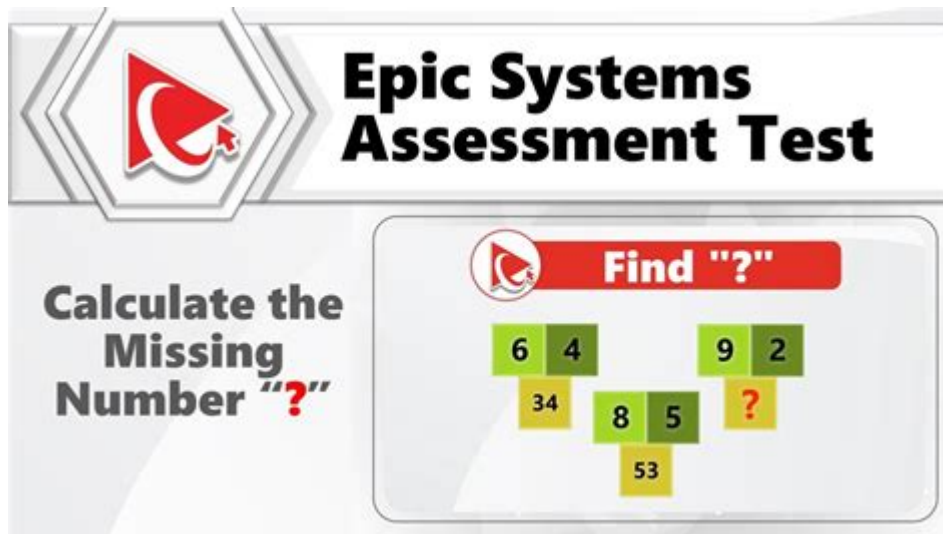 Epic Systems
Assessment Test
Calculate the
Missing
Number “?”
Find "?"
6 4
34
8 5
53
9 2
?